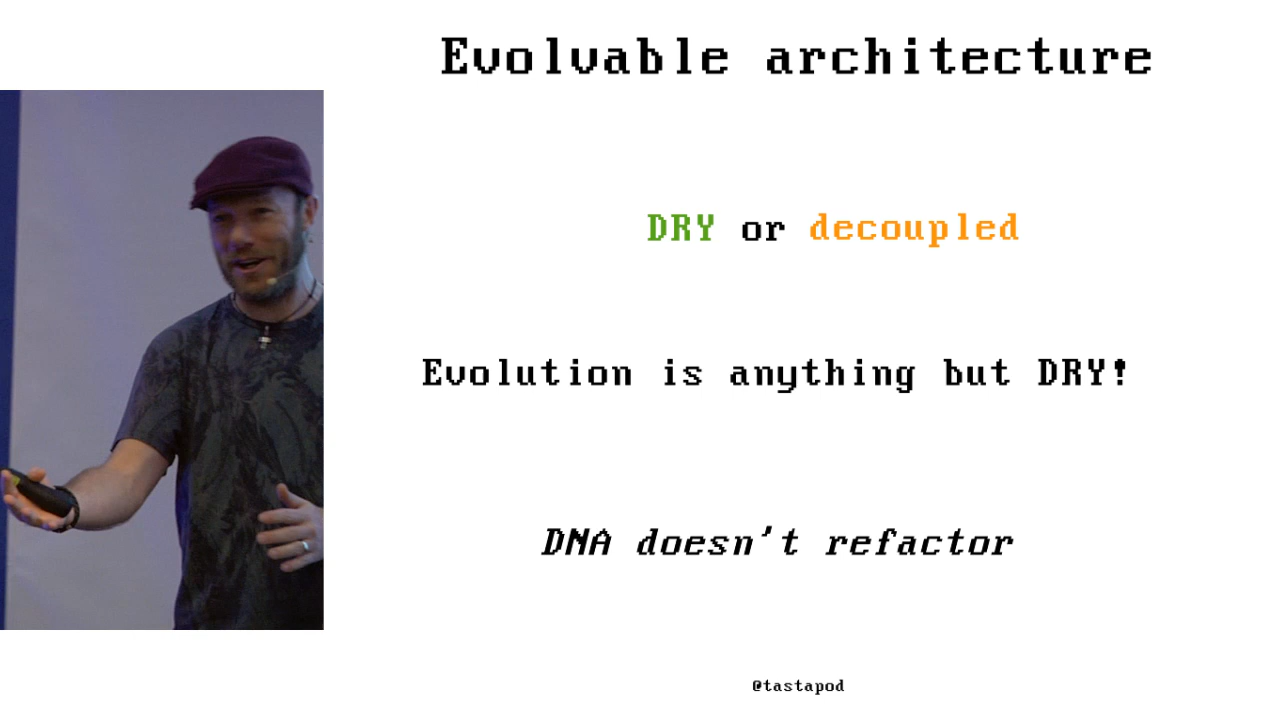 Evolvable architecture
DRY or decoupled
Evolution is anything but DRY!
DNA doesn't refactor
@tastapod